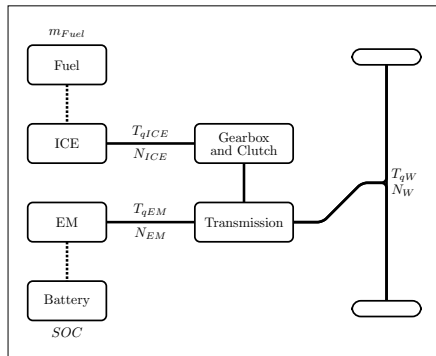 m_{Fuel}
Fuel
ICE
T_{qICE}
N_{ICE}
Gearbox
and Clutch
EM
T_{qEM}
N_{EM}
Transmission
T_{qW}
N_W
Battery
SOC